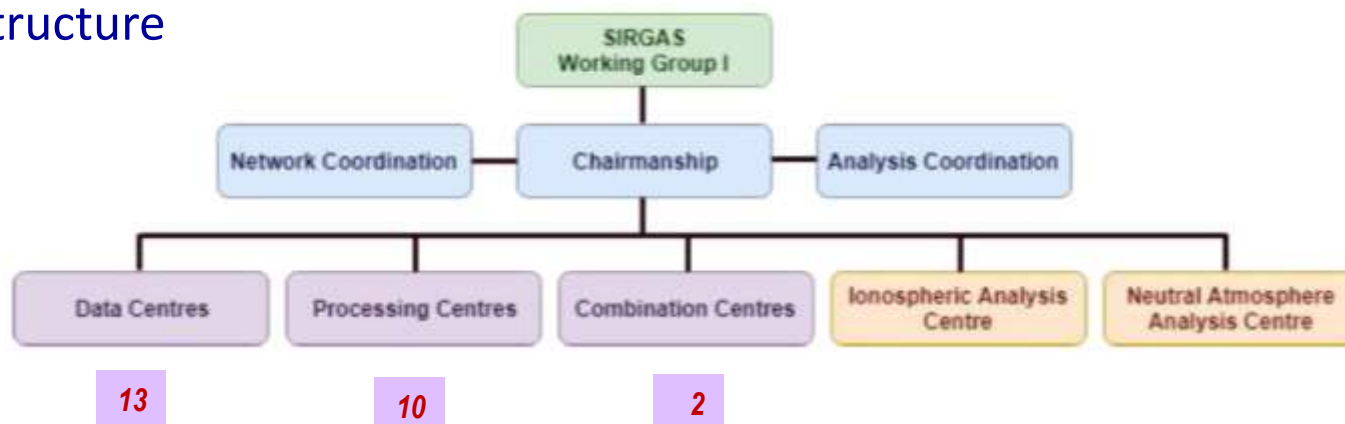 tructure
SIRGAS
Working Group I
Network Coordination
Chairmanship
Analysis Coordination
Data Centres
Processing Centres
Combination Centres
Ionospheric Analysis
Centre
Neutral Atmosphere
Analysis Centre
13
10
2